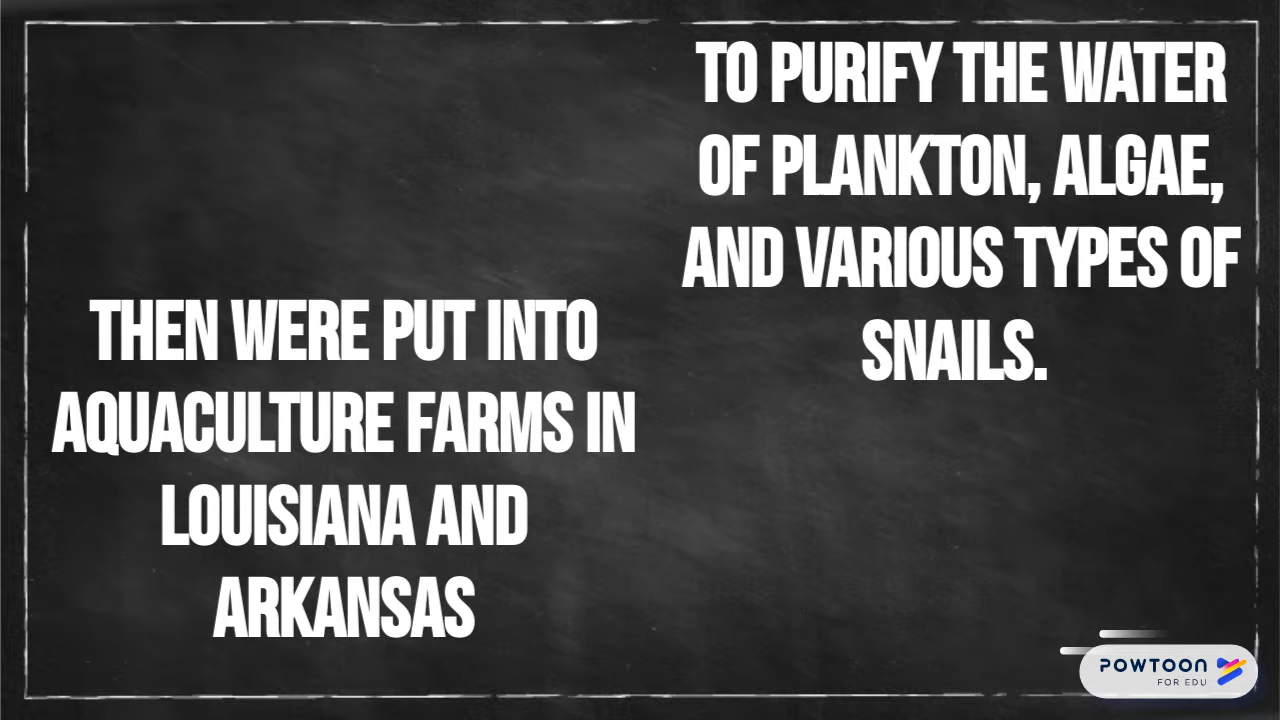 THEN WERE PUT INTO
AQUACULTURE FARMS IN
LOUISIANA AND
ARKANSAS
TO PURIFY THE WATER
OF PLANKTON, ALGAE,
AND VARIOUS TYPES OF
SNAILS.
POWTOON
FOR EDU